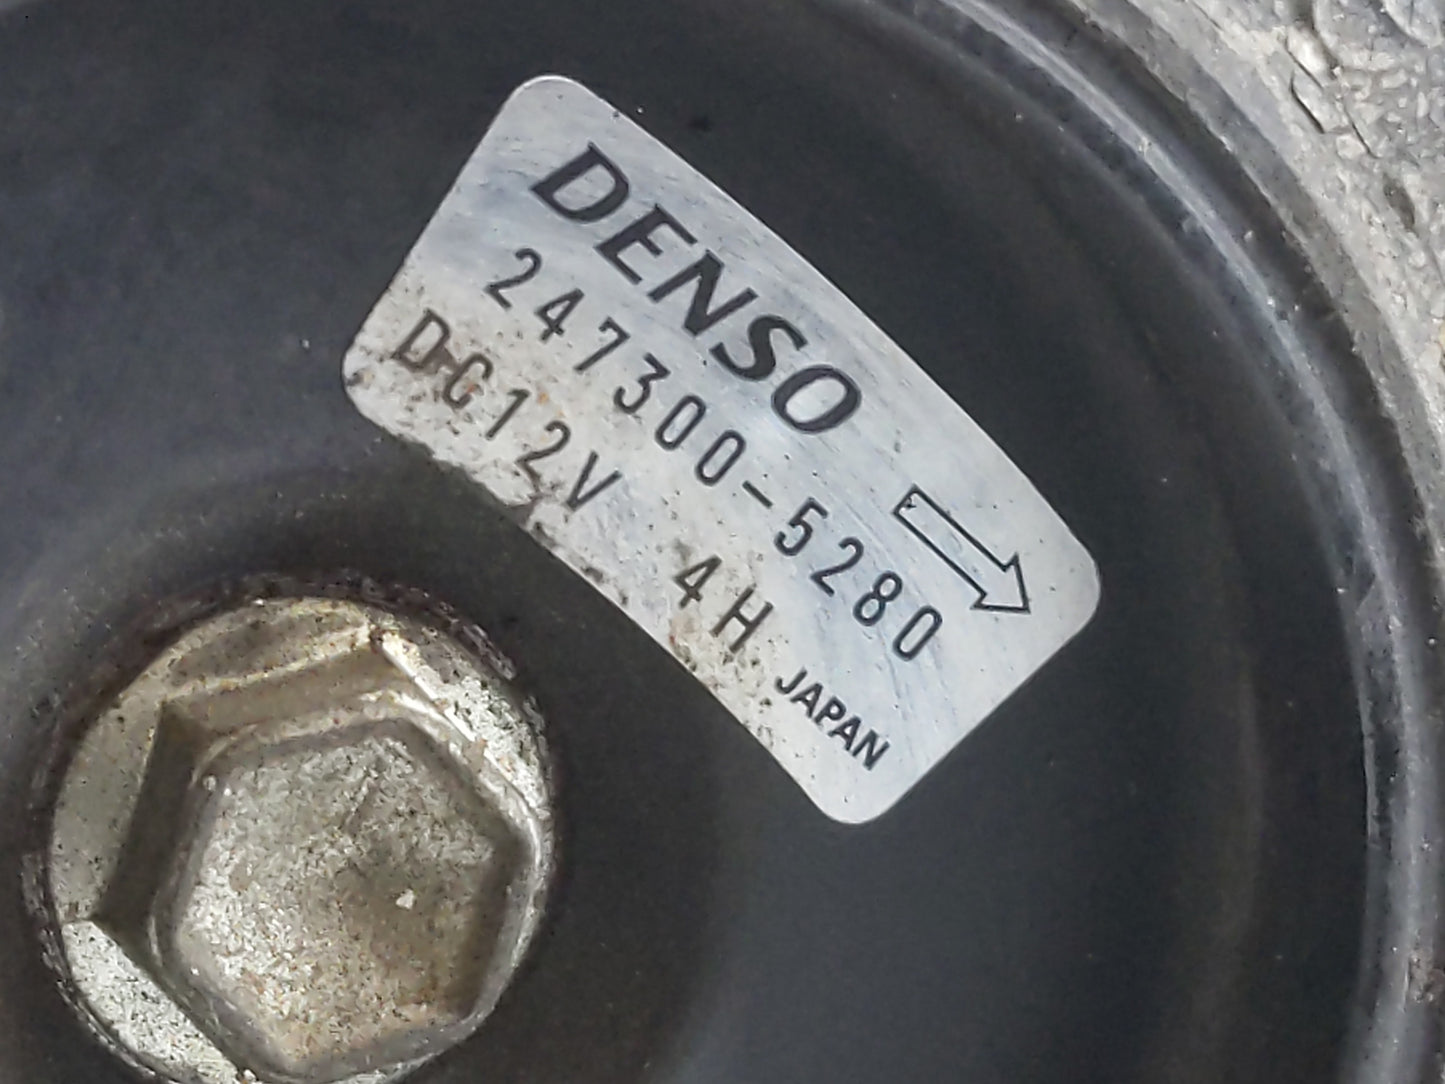 DENSO
247300-5280
DC12V 4H
JAPAN